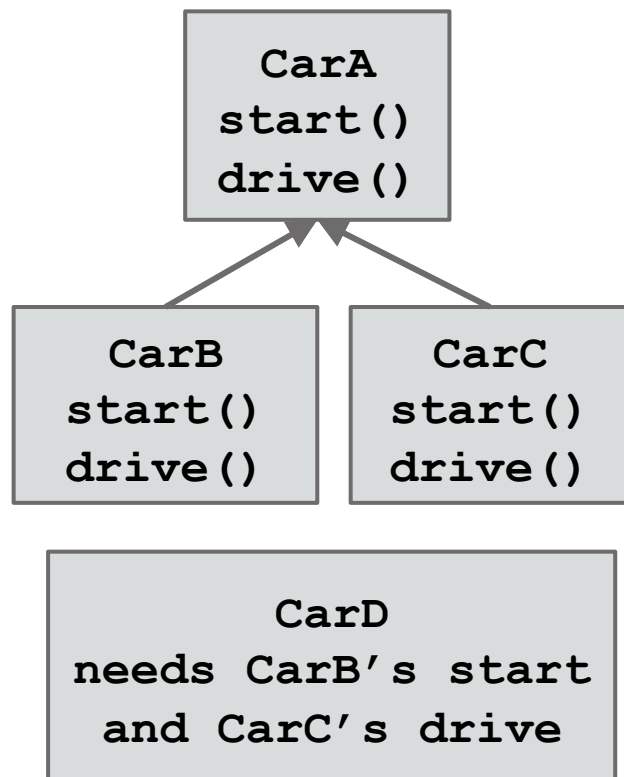 CarA
start()
drive()
CarB
start()
drive()
CarC
start()
drive()
CarD
needs CarB’s start
and CarC’s drive